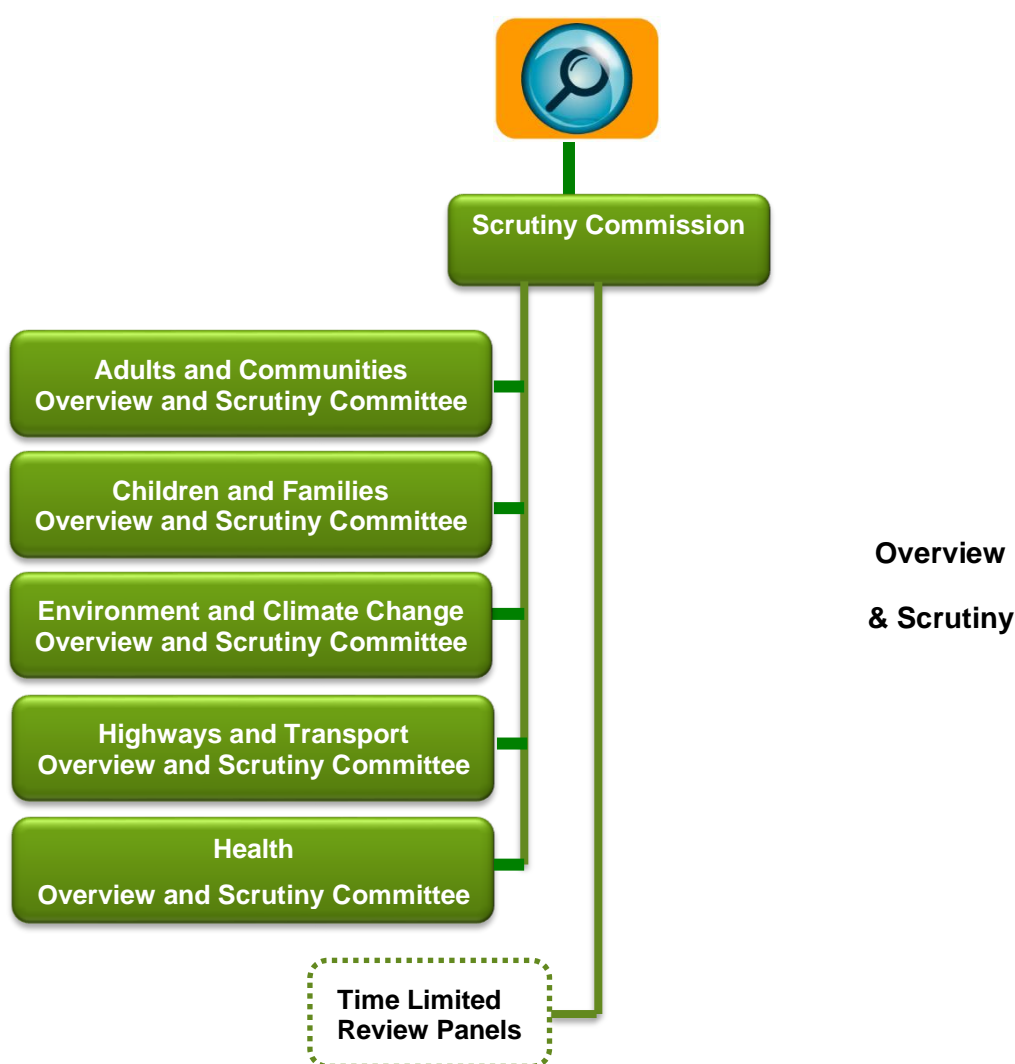 Scrutiny Commission
Adults and Communities
Overview and Scrutiny Committee
Children and Families
Overview and Scrutiny Committee
Environment and Climate Change
Overview and Scrutiny Committee
Highways and Transport
Overview and Scrutiny Committee
Health
Overview and Scrutiny Committee
Time Limited
Review Panels
Overview
& Scrutiny